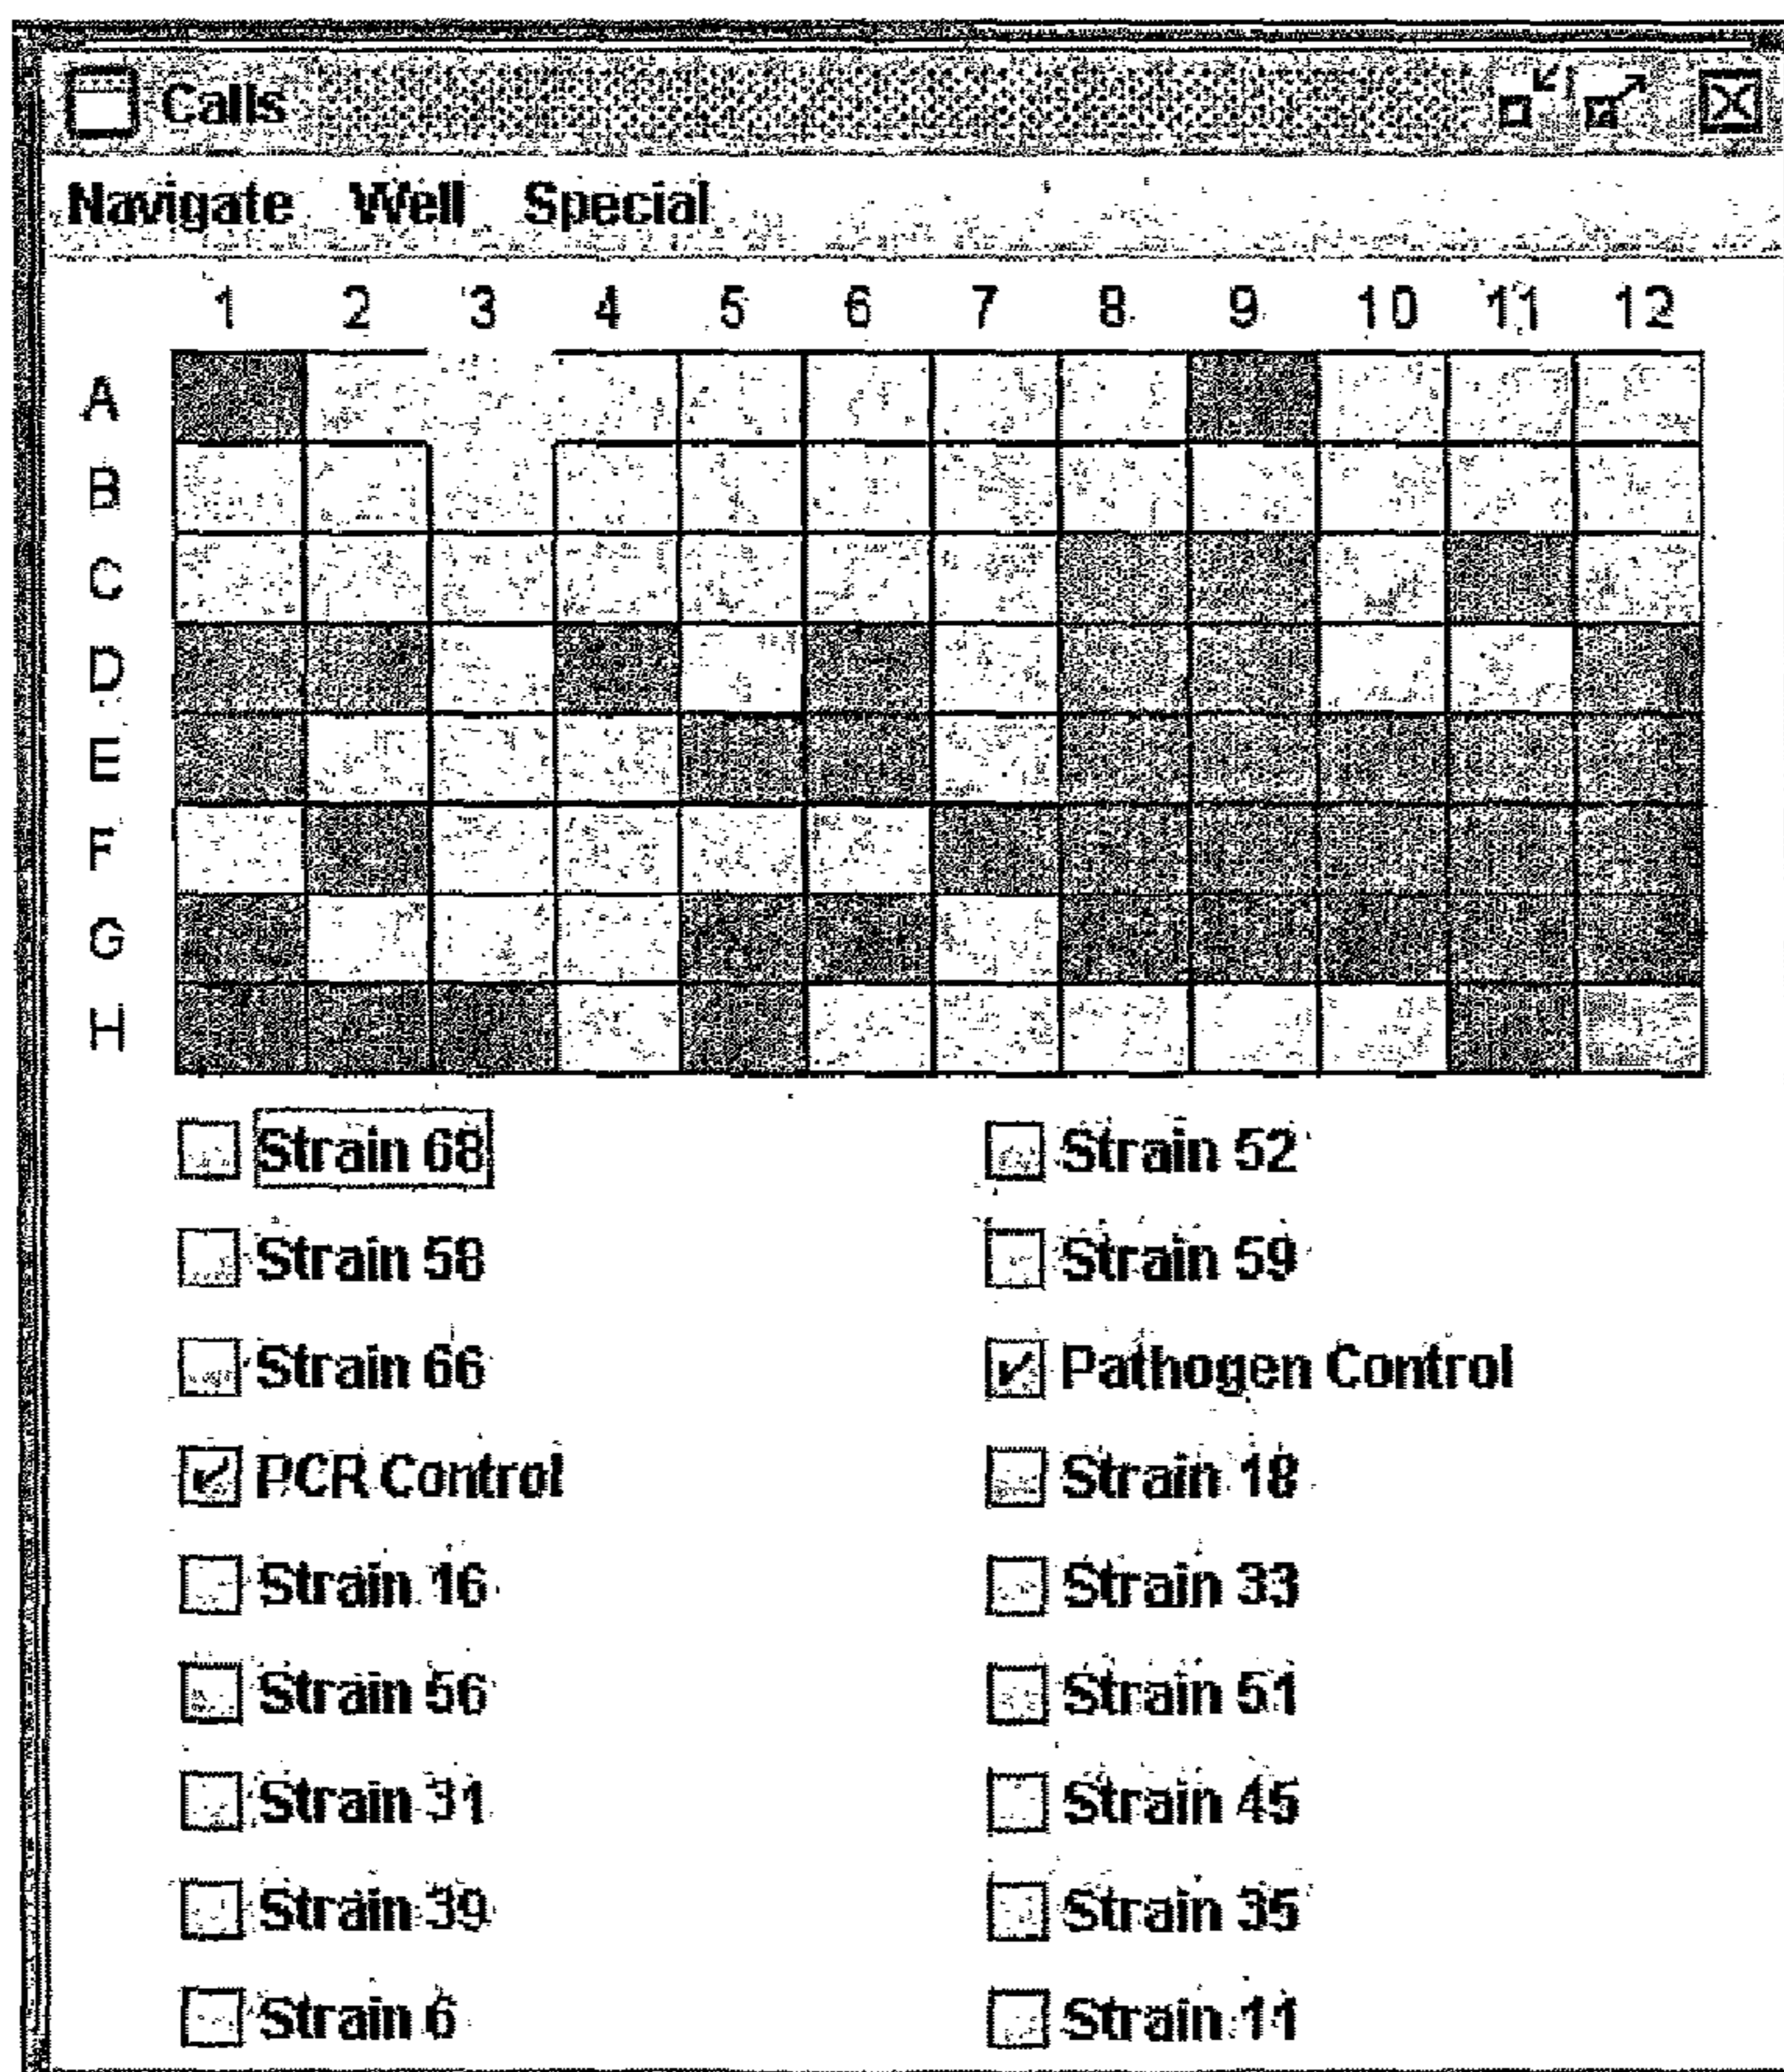 Calls
Navigate Well Special
1 2 3 4 5 6 7 8 9 10 11 12
A
B
C
D
E
F
G
H
Strain 68 Strain 52
Strain 58 Strain 59
Strain 66 Pathogen Control
PCR Control Strain 18
Strain 16 Strain 33
Strain 56 Strain 51
Strain 31 Strain 45
Strain 39 Strain 35
Strain 6 Strain 11